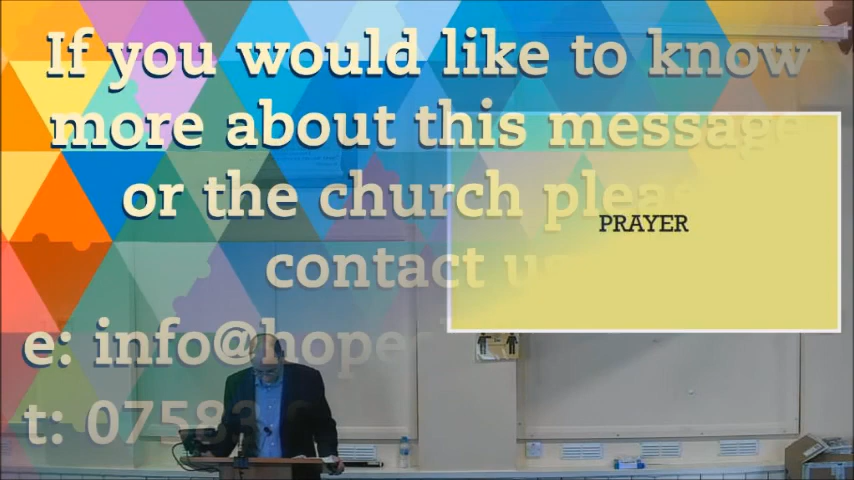 If you would like to know
more about this message
or the church please
contact us
PRAYER
e: info@hope
t: 07583